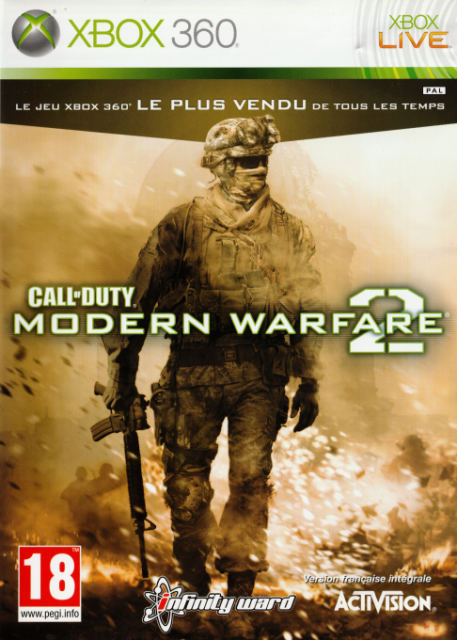 XBOX 360®
XBOX
LIVE
PAL
LE JEU XBOX 360® LE PLUS VENDU DE TOUS LES TEMPS
CALL OF DUTY®
MODERN WARFARE® 2
18
www.pegi.info
infinity ward
Version française intégrale
ACTIVISION®